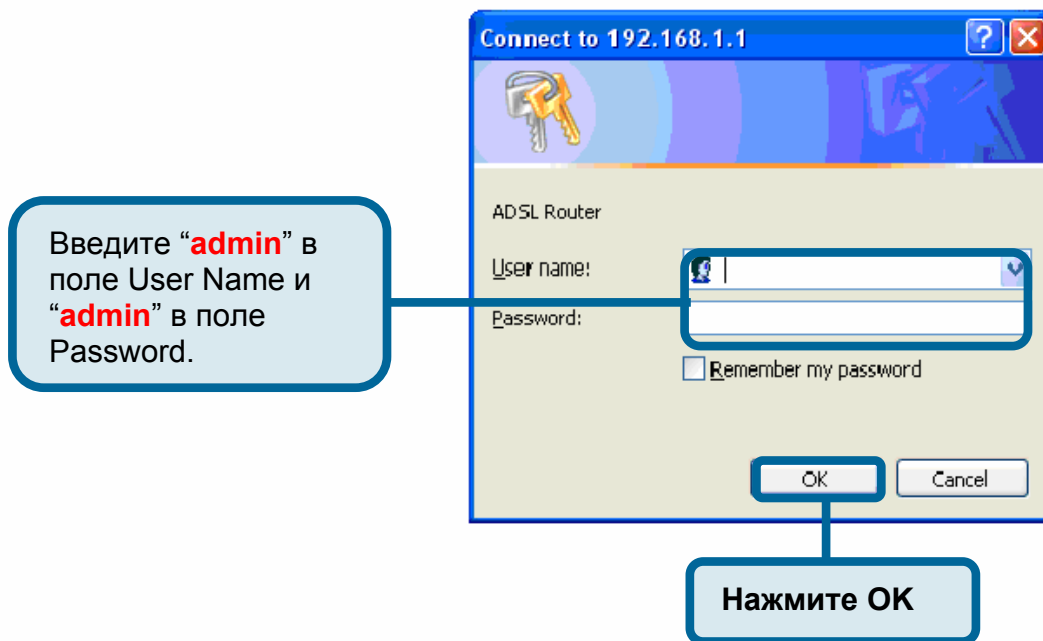 Connect to 192.168.1.1
ADSL Router
Введите “admin” в
поле User Name и
“admin” в поле
Password.
User name:
Password:
Remember my password
OK
Cancel
Нажмите OK